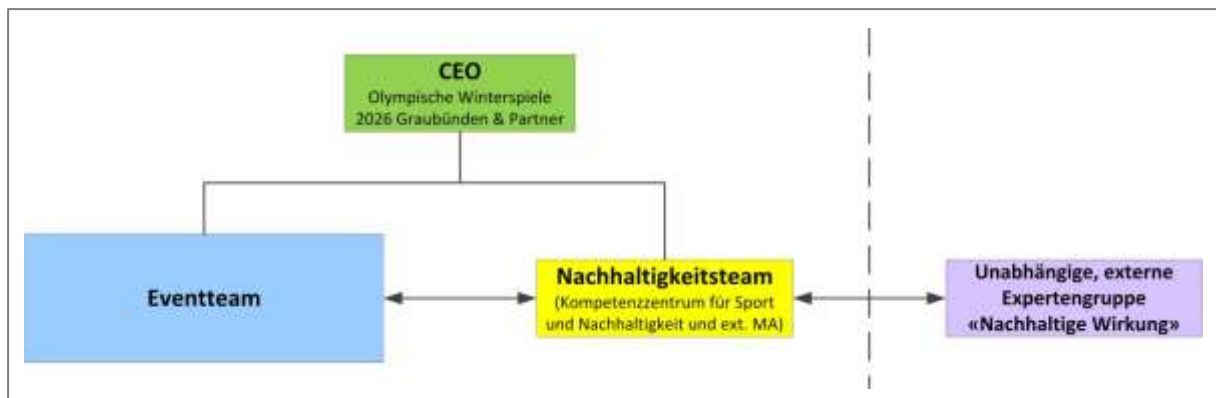 CEO
Olympische Winterspiele
2026 Graubünden & Partner
Eventteam
Nachhaltigkeitsteam
(Kompetenzzentrum für Sport
und Nachhaltigkeit und ext. MA)
Unabhängige, externe
Expertengruppe
«Nachhaltige Wirkung»